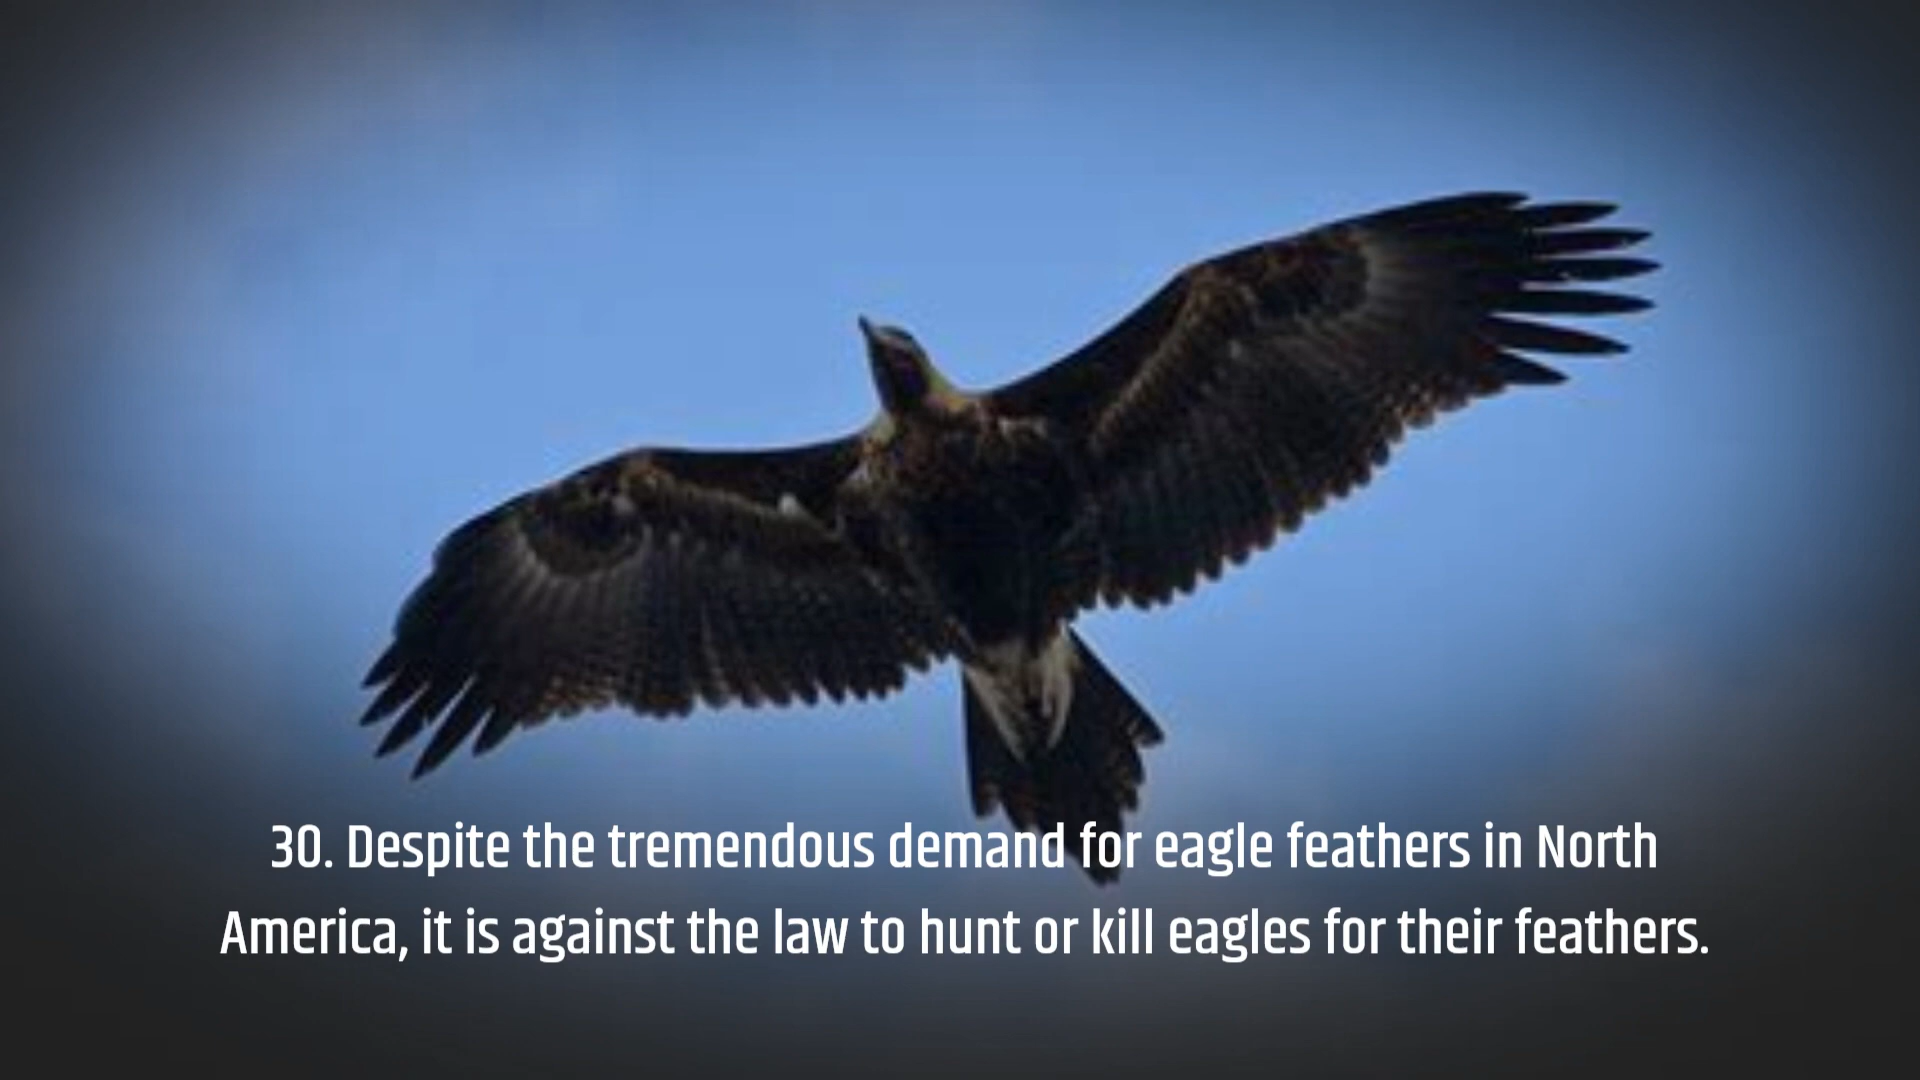 30. Despite the tremendous demand for eagle feathers in North
America, it is against the law to hunt or kill eagles for their feathers.